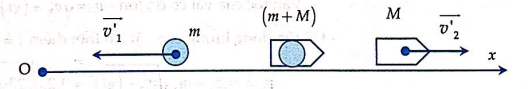 v'₁ m (m + M) M v'₂
O x